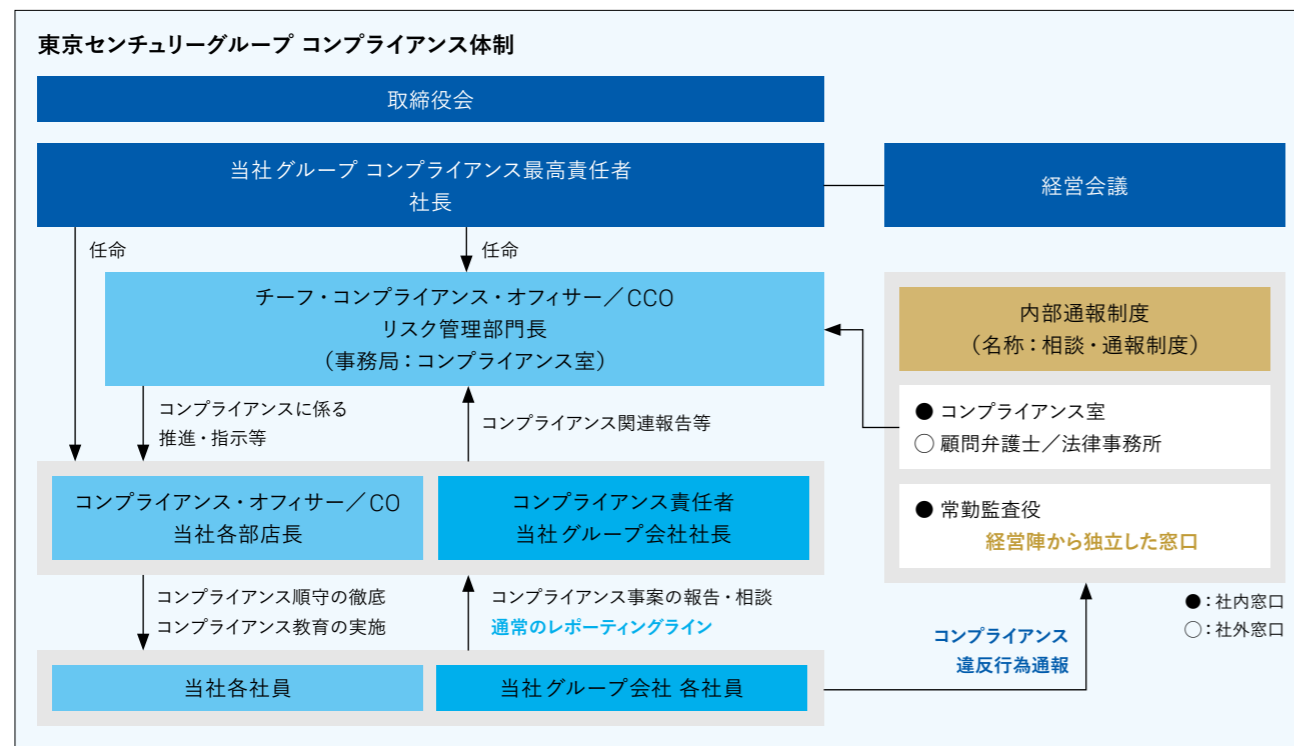 東京センチュリーグループ コンプライアンス体制
取締役会
当社グループ コンプライアンス最高責任者
社長
経営会議
任命
任命
チーフ・コンプライアンス・オフィサー／CCO
リスク管理部門長
（事務局：コンプライアンス室）
内部通報制度
（名称：相談・通報制度）
● コンプライアンス室
○ 顧問弁護士／法律事務所
● 常勤監査役
経営陣から独立した窓口
コンプライアンスに係る
推進・指示等
コンプライアンス関連報告等
コンプライアンス・オフィサー／CO
当社各部店長
コンプライアンス責任者
当社グループ会社社長
コンプライアンス順守の徹底
コンプライアンス教育の実施
コンプライアンス事案の報告・相談
通常のレポーティングライン
●：社内窓口
○：社外窓口
コンプライアンス
違反行為通報
当社各社員
当社グループ会社 各社員